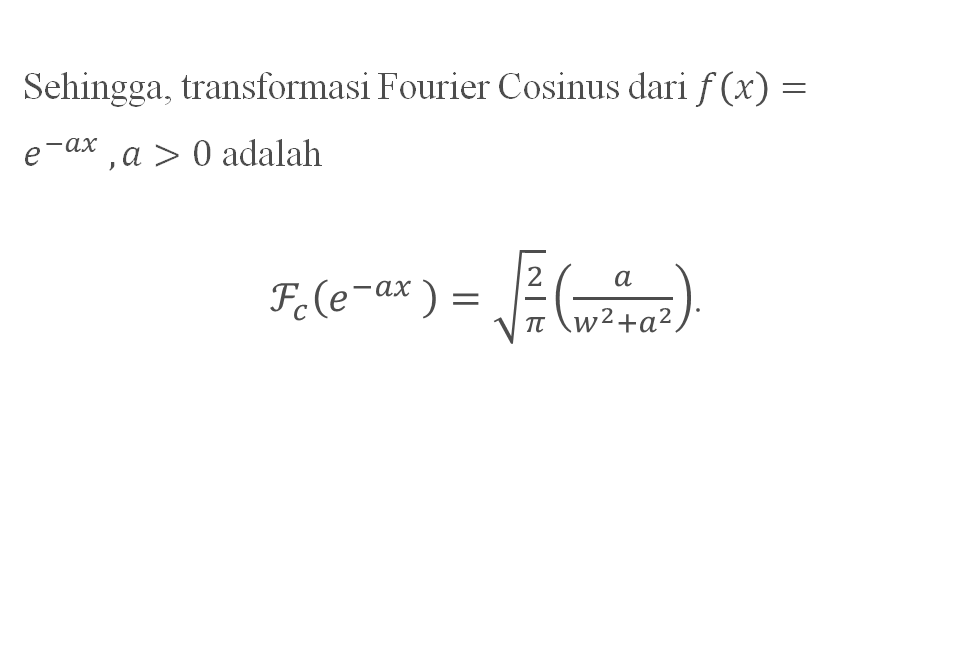 Sehingga, transformasi Fourier Cosinus dari f(x) =
e^{-ax} , a > 0 adalah
ℱ_c(e^{-ax}) = √(2/π) (a/(w²+a²)).